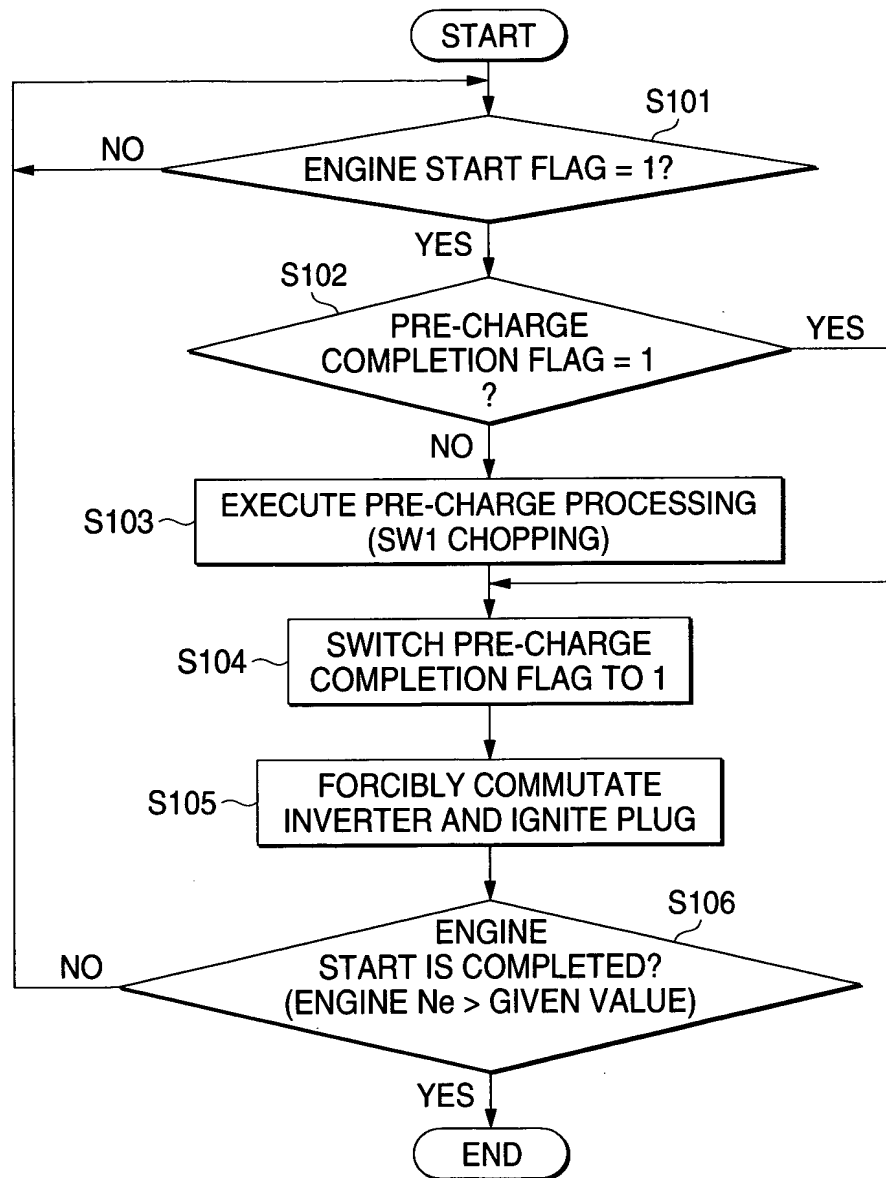 START
S101
NO
ENGINE START FLAG = 1?
YES
S102
PRE-CHARGE
COMPLETION FLAG = 1
?
YES
NO
S103
EXECUTE PRE-CHARGE PROCESSING
(SW1 CHOPPING)
S104
SWITCH PRE-CHARGE
COMPLETION FLAG TO 1
S105
FORCIBLY COMMUTATE
INVERTER AND IGNITE PLUG
S106
ENGINE
START IS COMPLETED?
(ENGINE Ne > GIVEN VALUE)
NO
YES
END